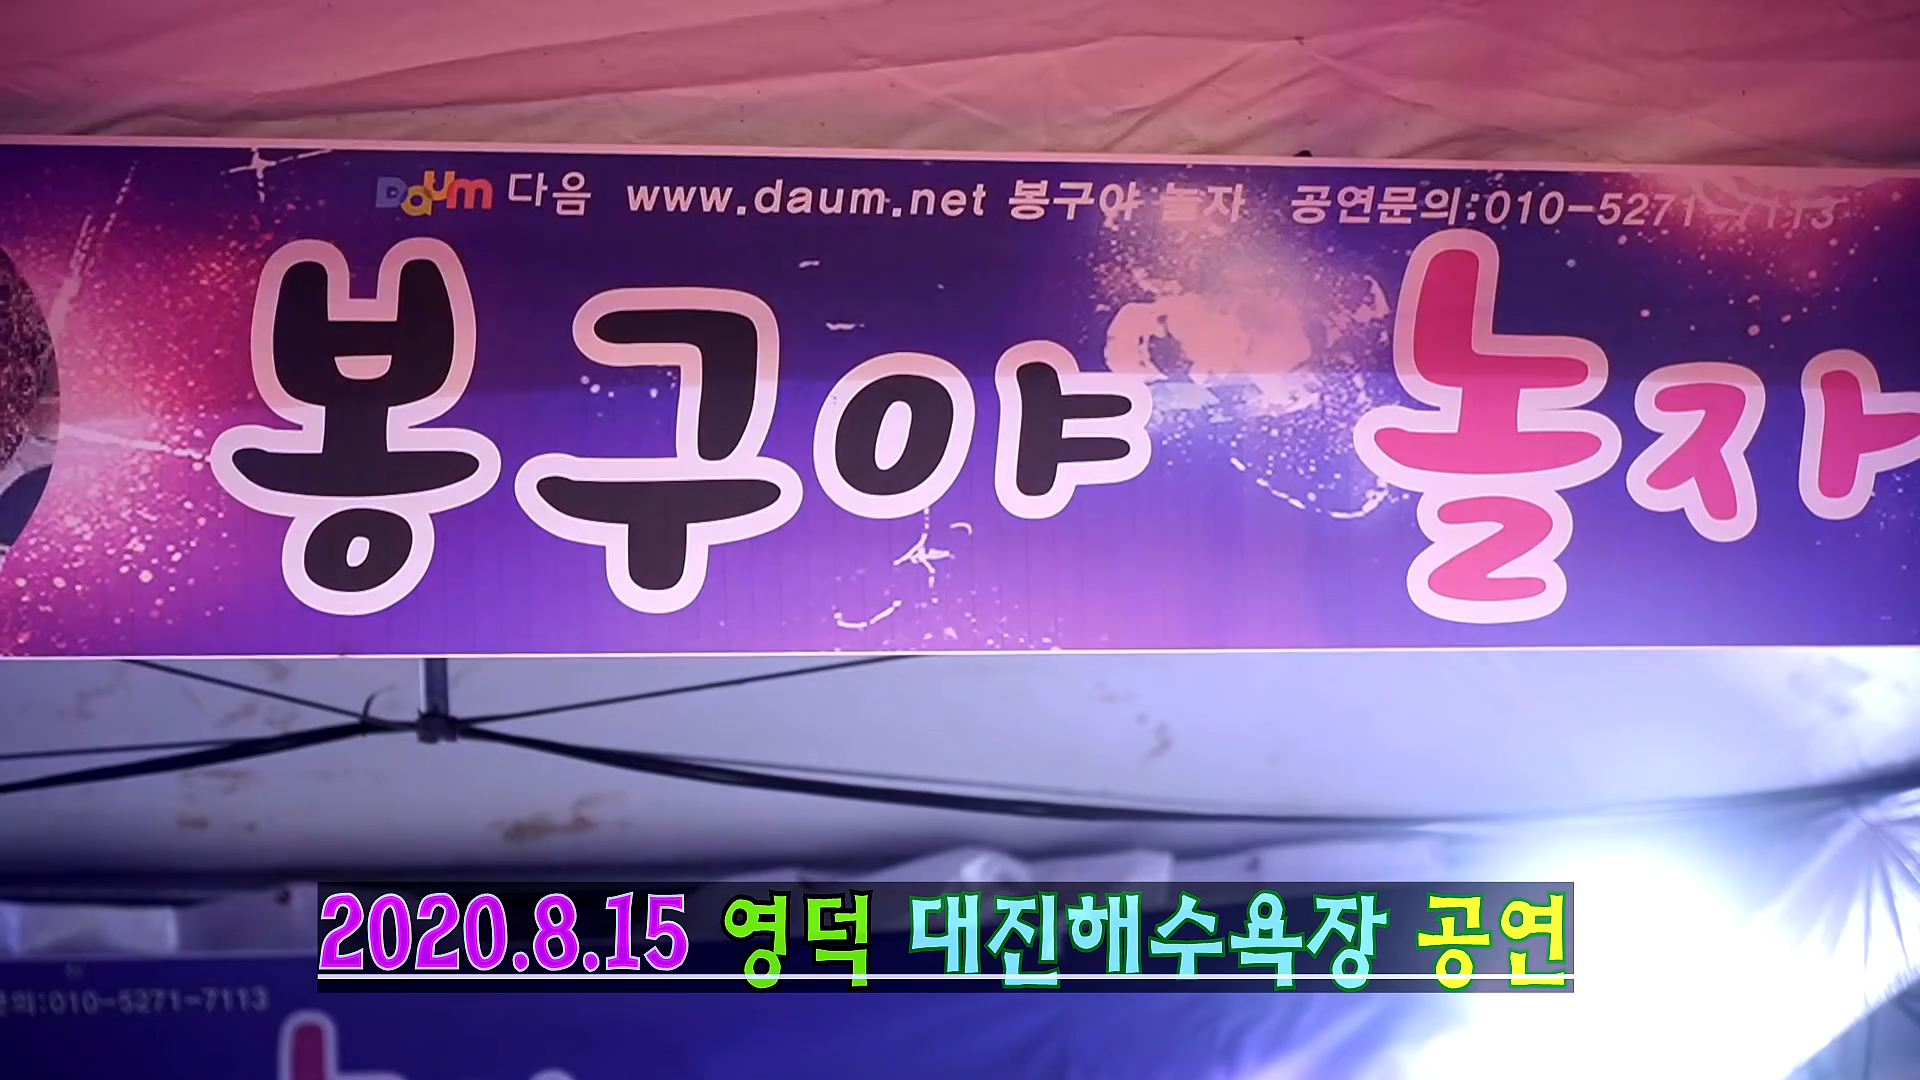 Daum 다음 www.daum.net 봉구야 놀자 공연문의:010-5271-7113
봉구야 놀자
2020.8.15 영덕 대진해수욕장 공연
문의:010-5271-7113